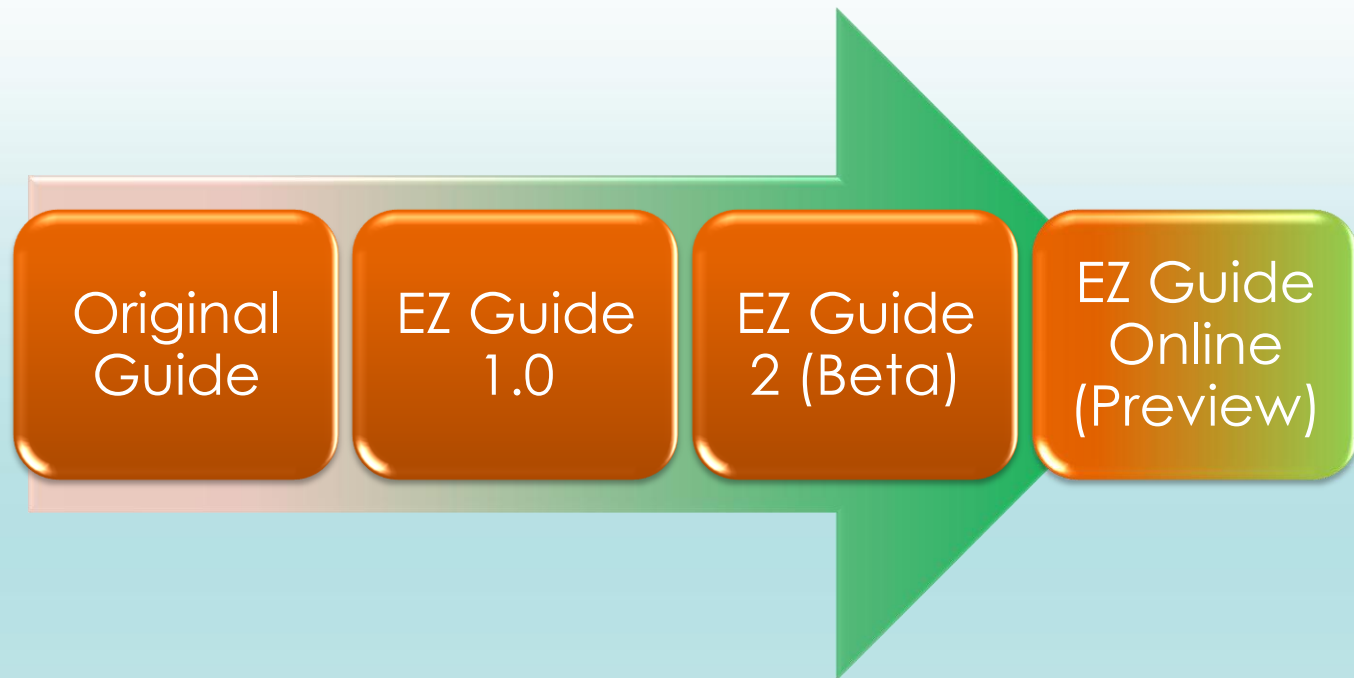 Original
Guide
EZ Guide
1.0
EZ Guide
2 (Beta)
EZ Guide
Online
(Preview)